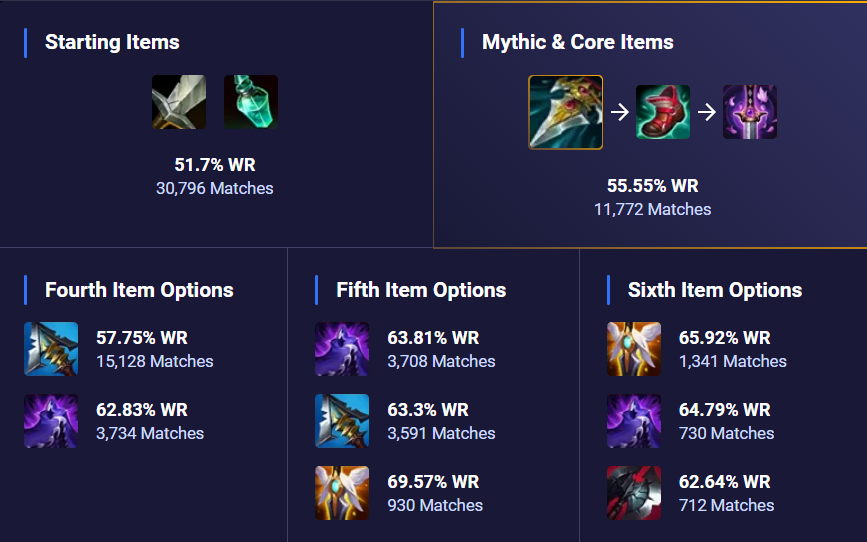 Starting Items
51.7% WR
30,796 Matches
Mythic & Core Items
55.55% WR
11,772 Matches
Fourth Item Options
57.75% WR
15,128 Matches
62.83% WR
3,734 Matches
Fifth Item Options
63.81% WR
3,708 Matches
63.3% WR
3,591 Matches
69.57% WR
930 Matches
Sixth Item Options
65.92% WR
1,341 Matches
64.79% WR
730 Matches
62.64% WR
712 Matches